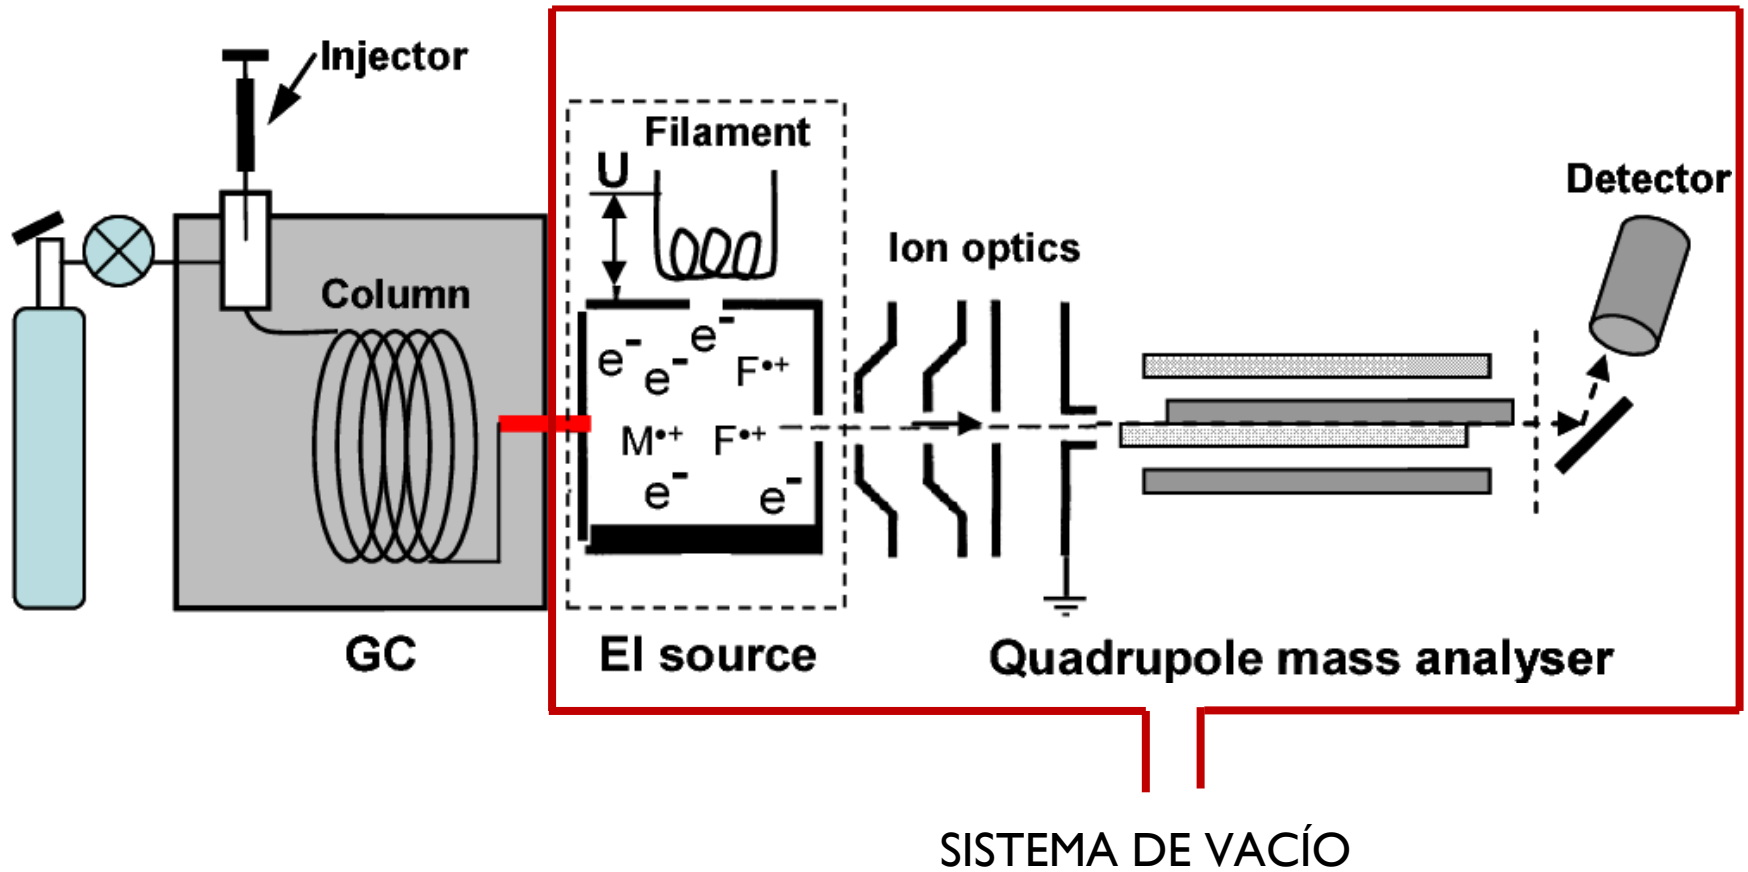 Injector
Filament
U
Detector
Ion optics
Column
e-
e-
e-
F•+
M•+
F•+
e-
e-
GC
EI source
Quadrupole mass analyser
SISTEMA DE VACÍO